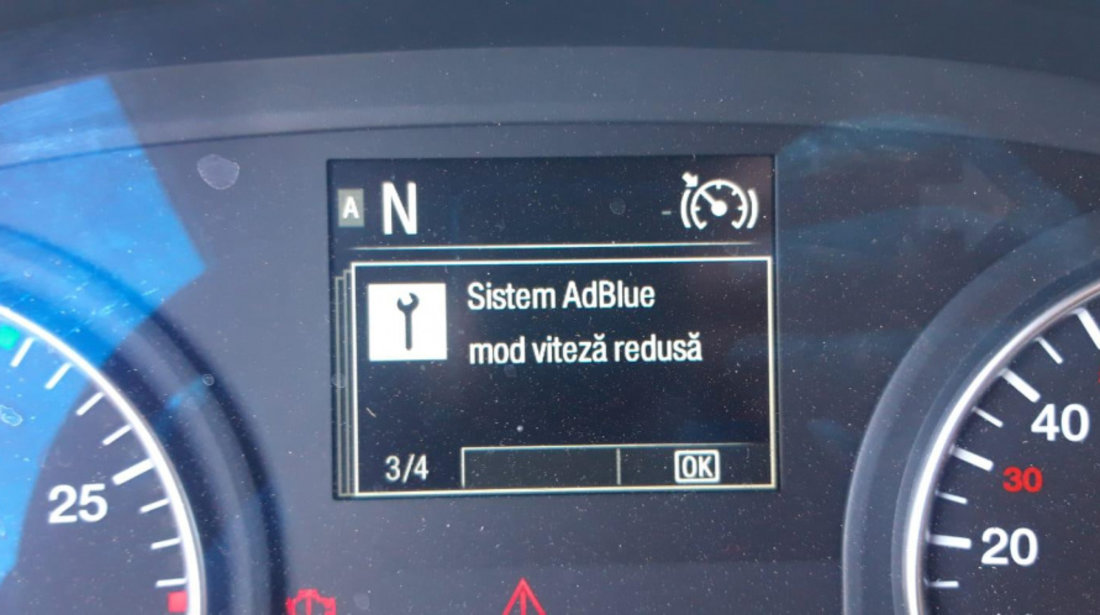 A N
Sistem AdBlue
mod viteză redusă
3/4 OK
25
40
30
20